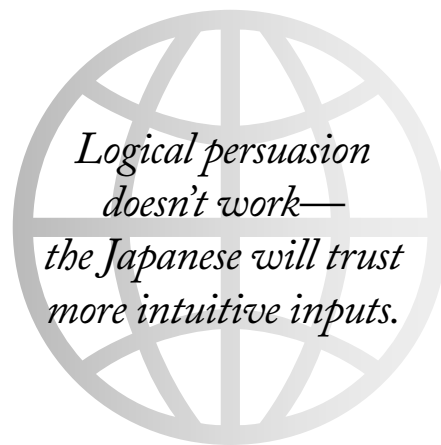 Logical persuasion
doesn’t work—
the Japanese will trust
more intuitive inputs.